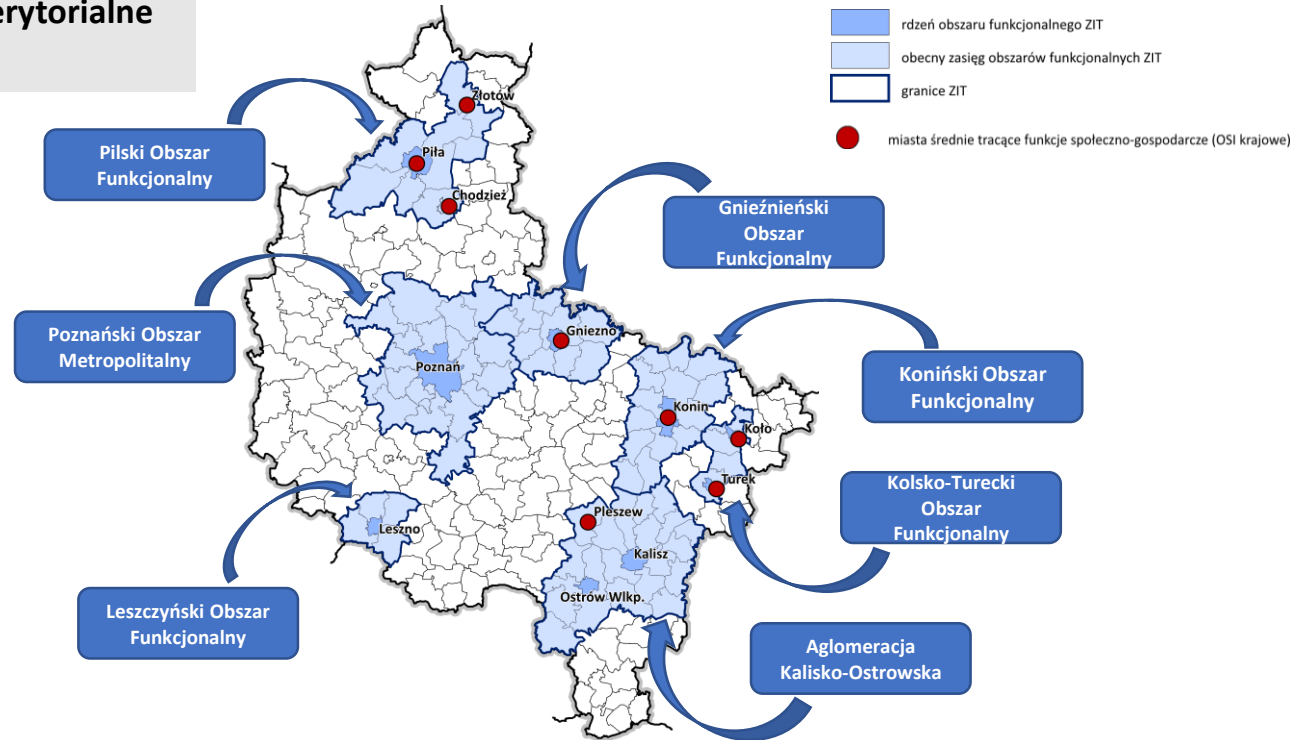 erytorialne
rdzeń obszaru funkcjonalnego ZIT
obecny zasięg obszarów funkcjonalnych ZIT
granice ZIT
miasta średnie tracące funkcje społeczno-gospodarcze (OSI krajowe)
Złotów
Pilski Obszar
Funkcjonalny
Piła
Chodzież
Gnieźnieński
Obszar
Funkcjonalny
Poznański Obszar
Metropolitalny
Gniezno
Poznań
Koniński Obszar
Funkcjonalny
Konin
Koło
Turek
Kolsko-Turecki
Obszar
Funkcjonalny
Pleszew
Leszno
Kalisz
Ostrów Wlkp.
Leszczyński Obszar
Funkcjonalny
Aglomeracja
Kalisko-Ostrowska